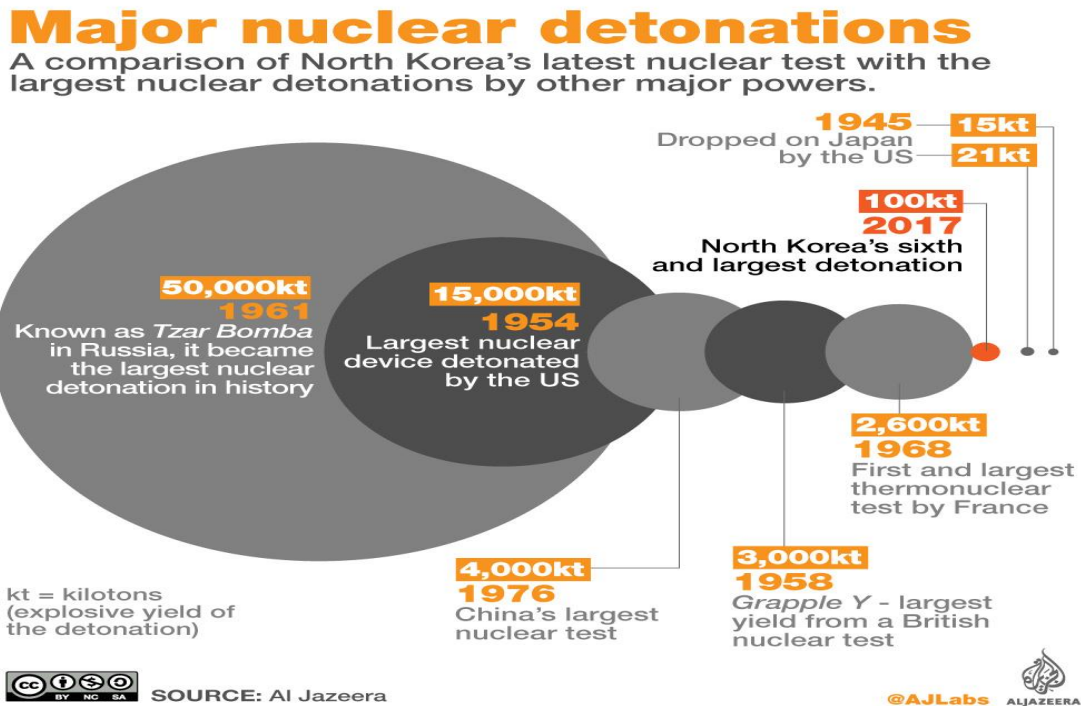 Major nuclear detonations
A comparison of North Korea's latest nuclear test with the
largest nuclear detonations by other major powers.
1945
Dropped on Japan
by the US
15kt
21kt
100kt
2017
North Korea's sixth
and largest detonation
50,000kt
1961
Known as Tzar Bomba
in Russia, it became
the largest nuclear
detonation in history
15,000kt
1954
Largest nuclear
device detonated
by the US
2,600kt
1968
First and largest
thermonuclear
test by France
4,000kt
1976
China's largest
nuclear test
3,000kt
1958
Grapple Y - largest
yield from a British
nuclear test
kt = kilotons
(explosive yield of
the detonation)
cc BY NC SA
SOURCE: Al Jazeera
@AJLabs
ALJAZEERA